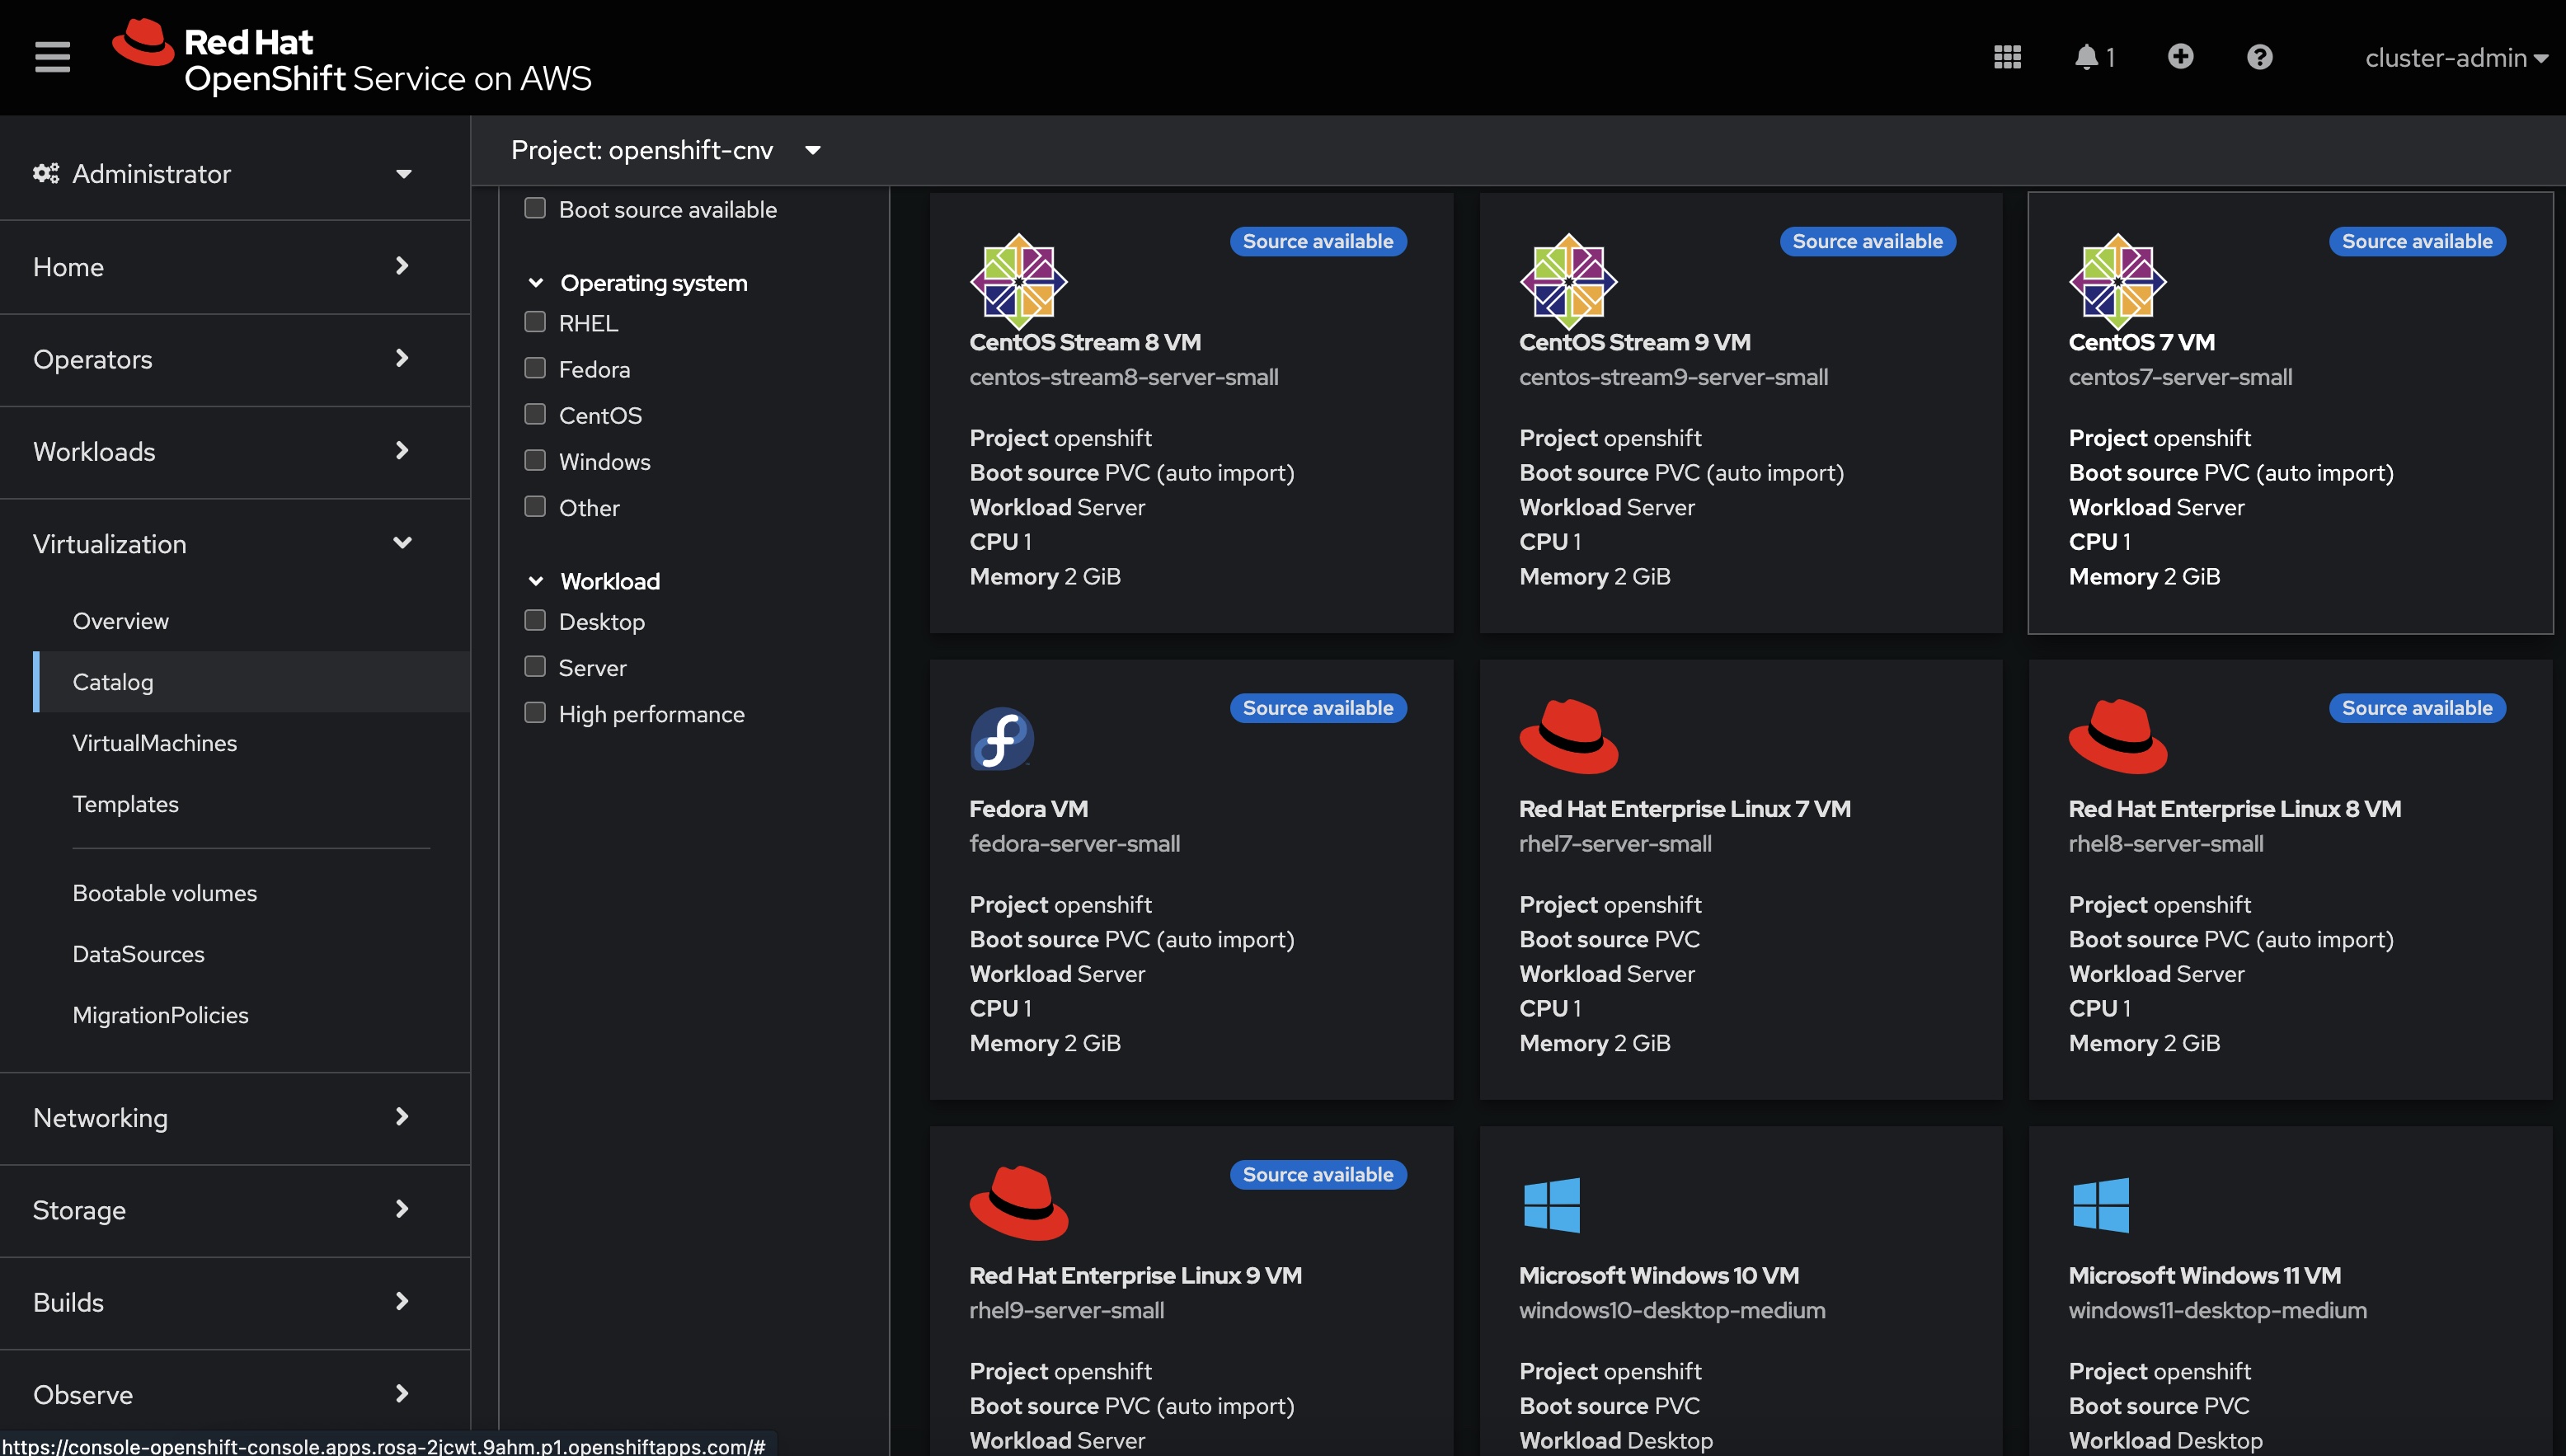 Red Hat
OpenShift Service on AWS
1
cluster-admin
Administrator
Home
Operators
Workloads
Virtualization
Overview
Catalog
VirtualMachines
Templates
Bootable volumes
DataSources
MigrationPolicies
Networking
Storage
Builds
Observe
https://console-openshift-console.apps.rosa-2jcwt.9ahm.p1.openshiftapps.com/#
Project: openshift-cnv
Boot source available
Operating system
RHEL
Fedora
CentOS
Windows
Other
Workload
Desktop
Server
High performance
Source available
CentOS Stream 8 VM
centos-stream8-server-small
Project openshift
Boot source PVC (auto import)
Workload Server
CPU 1
Memory 2 GiB
Source available
CentOS Stream 9 VM
centos-stream9-server-small
Project openshift
Boot source PVC (auto import)
Workload Server
CPU 1
Memory 2 GiB
Source available
CentOS 7 VM
centos7-server-small
Project openshift
Boot source PVC (auto import)
Workload Server
CPU 1
Memory 2 GiB
Source available
Fedora VM
fedora-server-small
Project openshift
Boot source PVC (auto import)
Workload Server
CPU 1
Memory 2 GiB
Red Hat Enterprise Linux 7 VM
rhel7-server-small
Project openshift
Boot source PVC
Workload Server
CPU 1
Memory 2 GiB
Source available
Red Hat Enterprise Linux 8 VM
rhel8-server-small
Project openshift
Boot source PVC (auto import)
Workload Server
CPU 1
Memory 2 GiB
Source available
Red Hat Enterprise Linux 9 VM
rhel9-server-small
Project openshift
Boot source PVC (auto import)
Workload Server
Microsoft Windows 10 VM
windows10-desktop-medium
Project openshift
Boot source PVC
Workload Desktop
Microsoft Windows 11 VM
windows11-desktop-medium
Project openshift
Boot source PVC
Workload Desktop